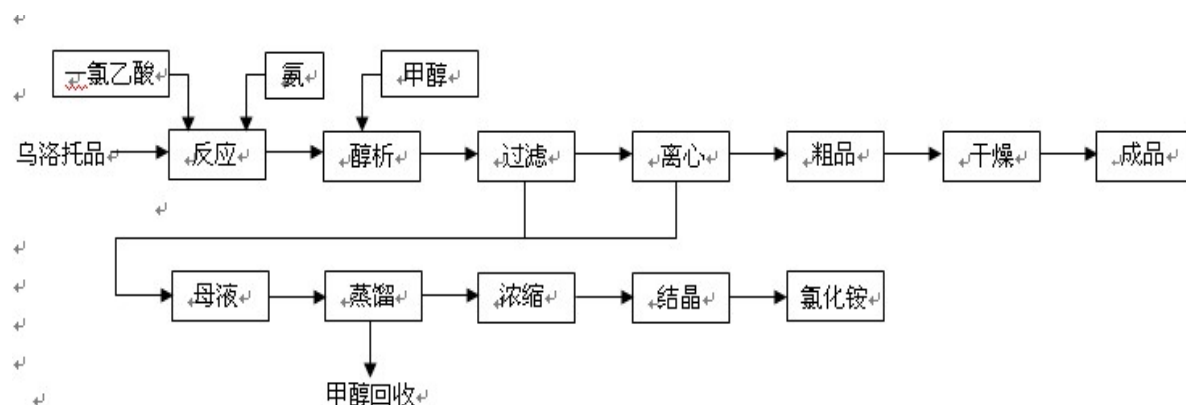 一氯乙酸
氨
甲醇
乌洛托品
反应
醇析
过滤
离心
粗品
干燥
成品
母液
蒸馏
浓缩
结晶
氯化铵
甲醇回收